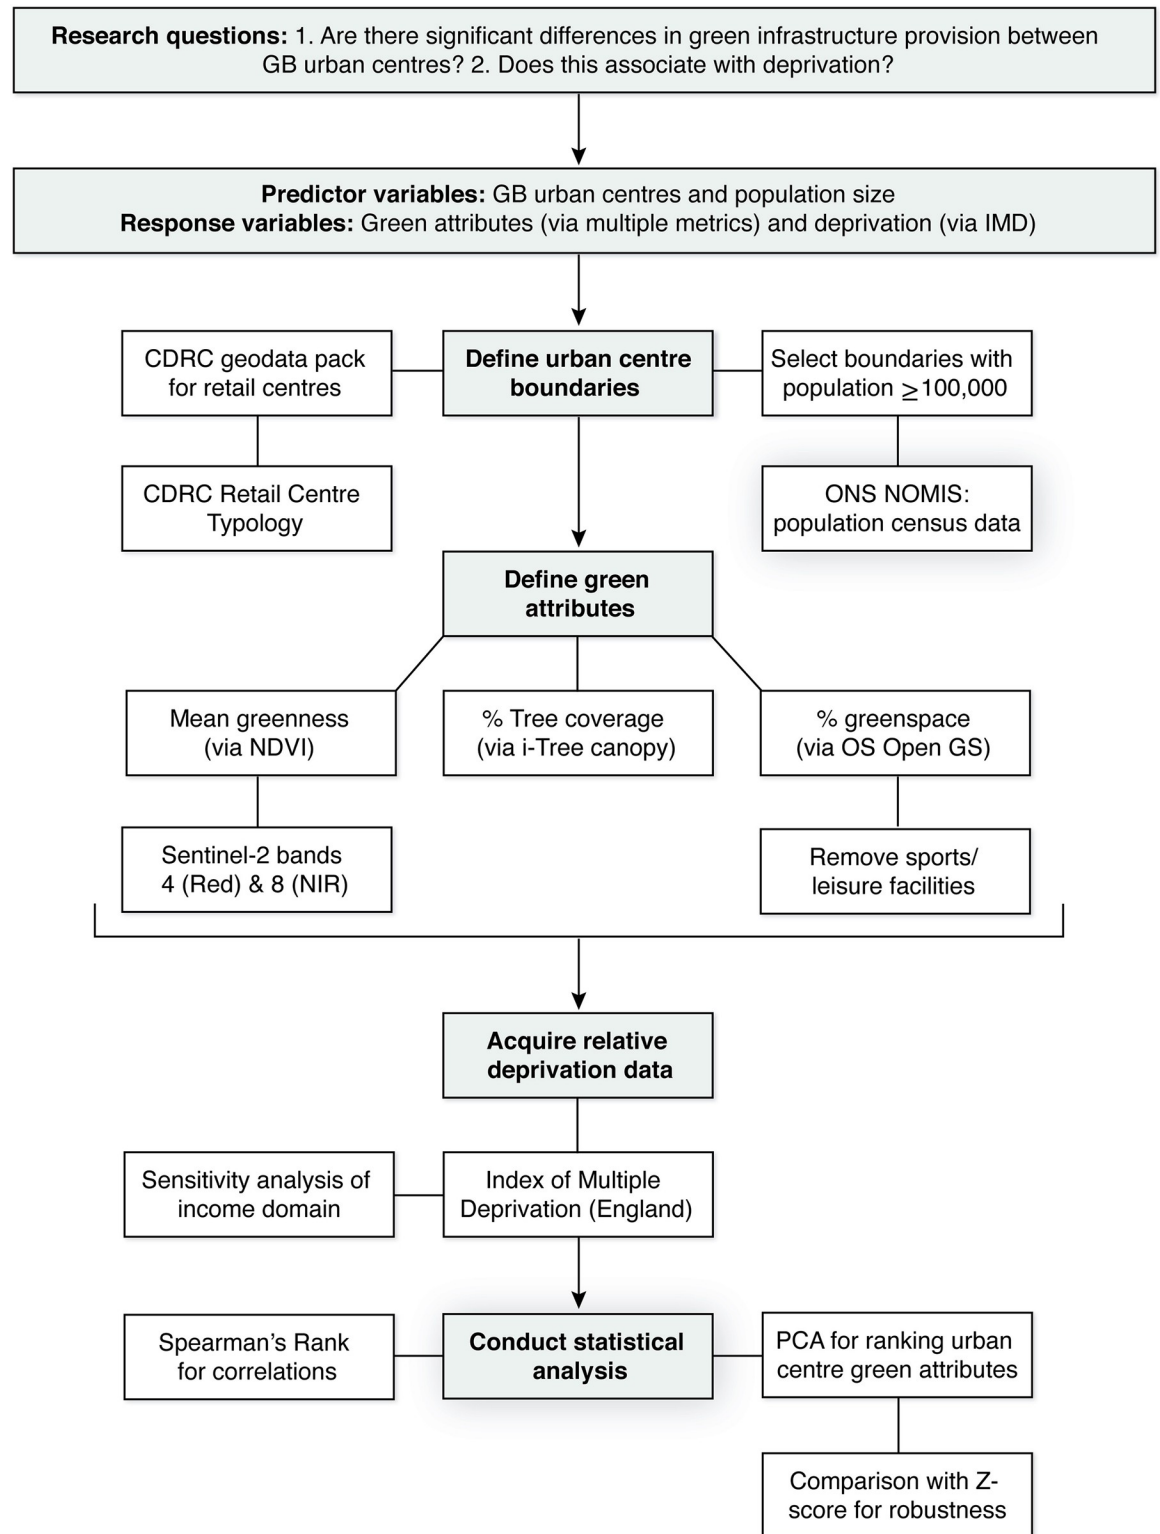 Research questions: 1. Are there significant differences in green infrastructure provision between
GB urban centres? 2. Does this associate with deprivation?
Predictor variables: GB urban centres and population size
Response variables: Green attributes (via multiple metrics) and deprivation (via IMD)
CDRC geodata pack
for retail centres
Define urban centre
boundaries
Select boundaries with
population ≥100,000
CDRC Retail Centre
Typology
ONS NOMIS:
population census data
Define green
attributes
Mean greenness
(via NDVI)
% Tree coverage
(via i-Tree canopy)
% greenspace
(via OS Open GS)
Sentinel-2 bands
4 (Red) & 8 (NIR)
Remove sports/
leisure facilities
Acquire relative
deprivation data
Sensitivity analysis of
income domain
Index of Multiple
Deprivation (England)
Spearman’s Rank
for correlations
Conduct statistical
analysis
PCA for ranking urban
centre green attributes
Comparison with Z-
score for robustness